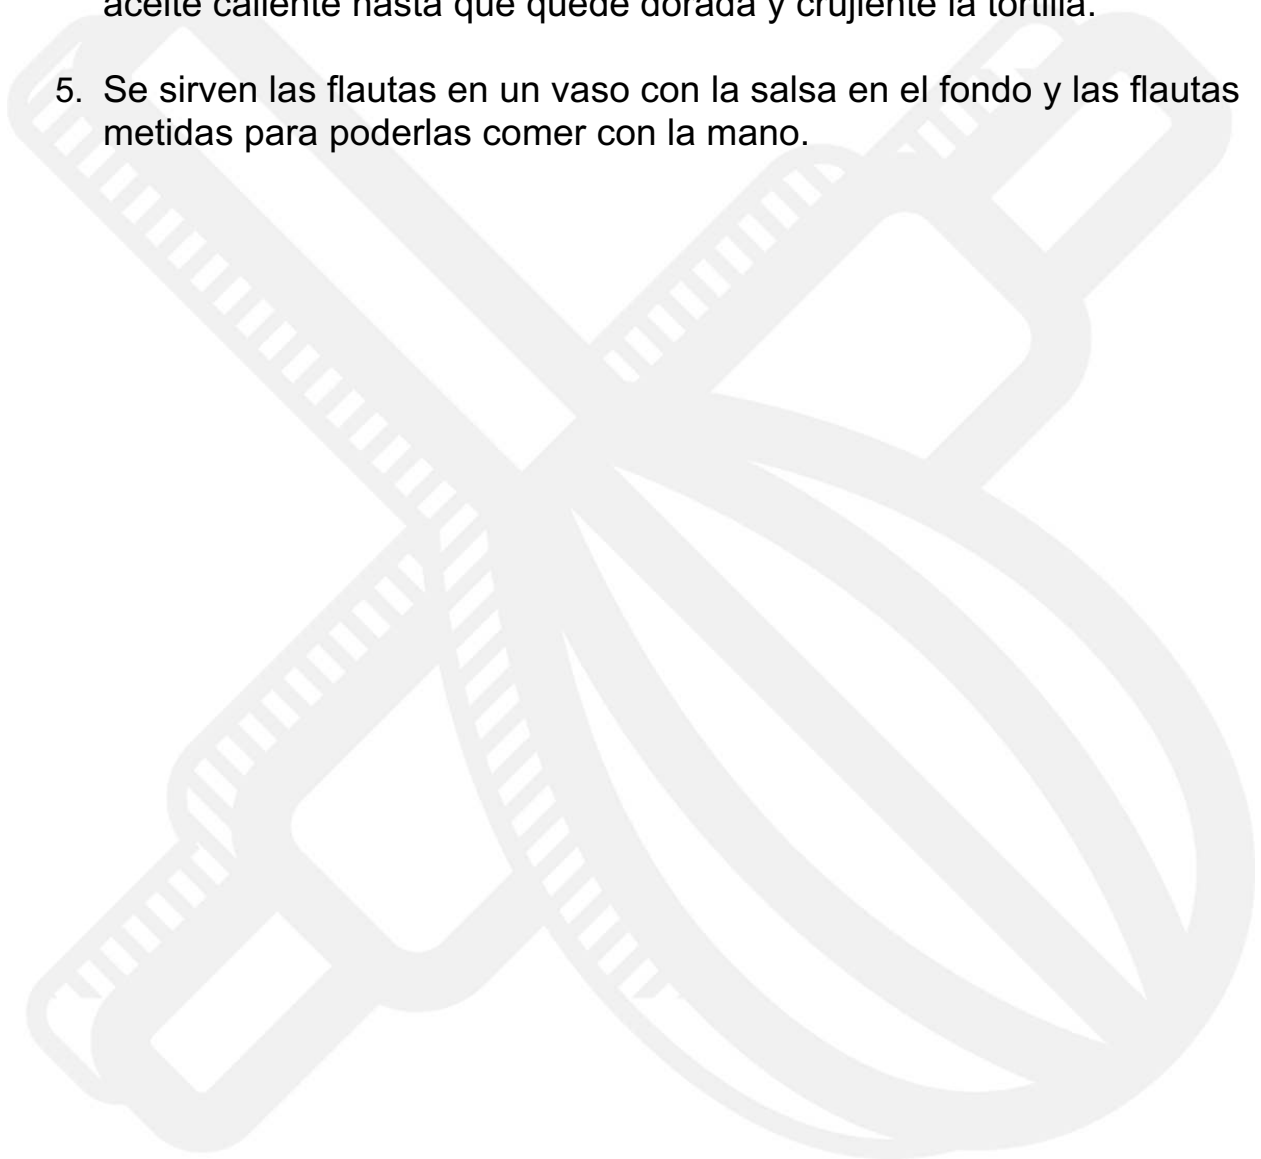 aceite caliente hasta que quede dorada y crujiente la tortilla.
5. Se sirven las flautas en un vaso con la salsa en el fondo y las flautas
metidas para poderlas comer con la mano.